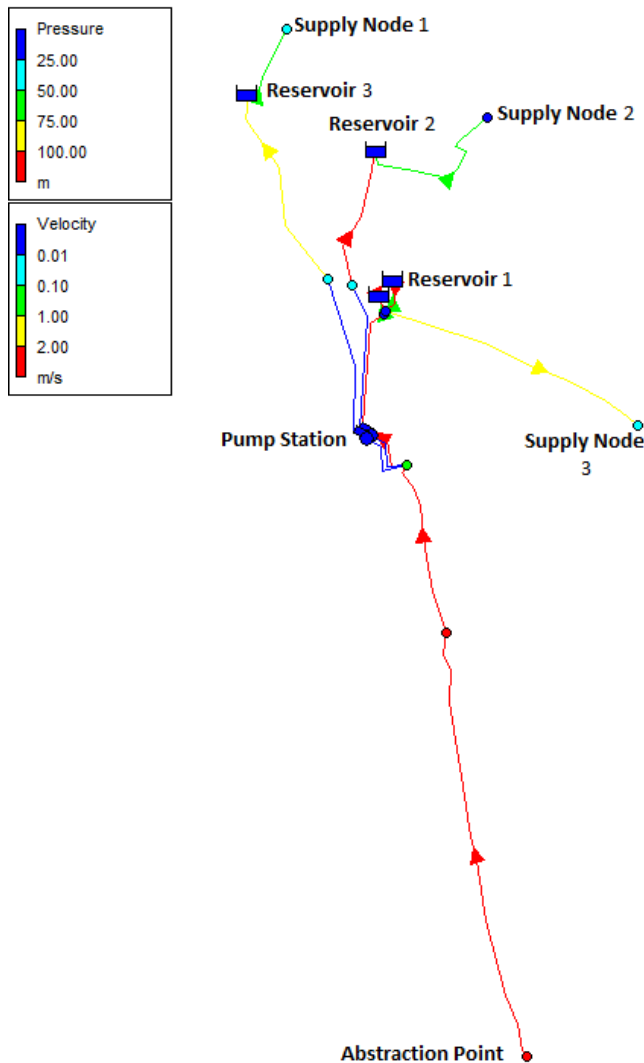 Pressure
25.00
50.00
75.00
100.00
m
Velocity
0.01
0.10
1.00
2.00
m/s
Supply Node 1
Reservoir 3
Supply Node 2
Reservoir 2
Reservoir 1
Pump Station
Supply Node
3
Abstraction Point